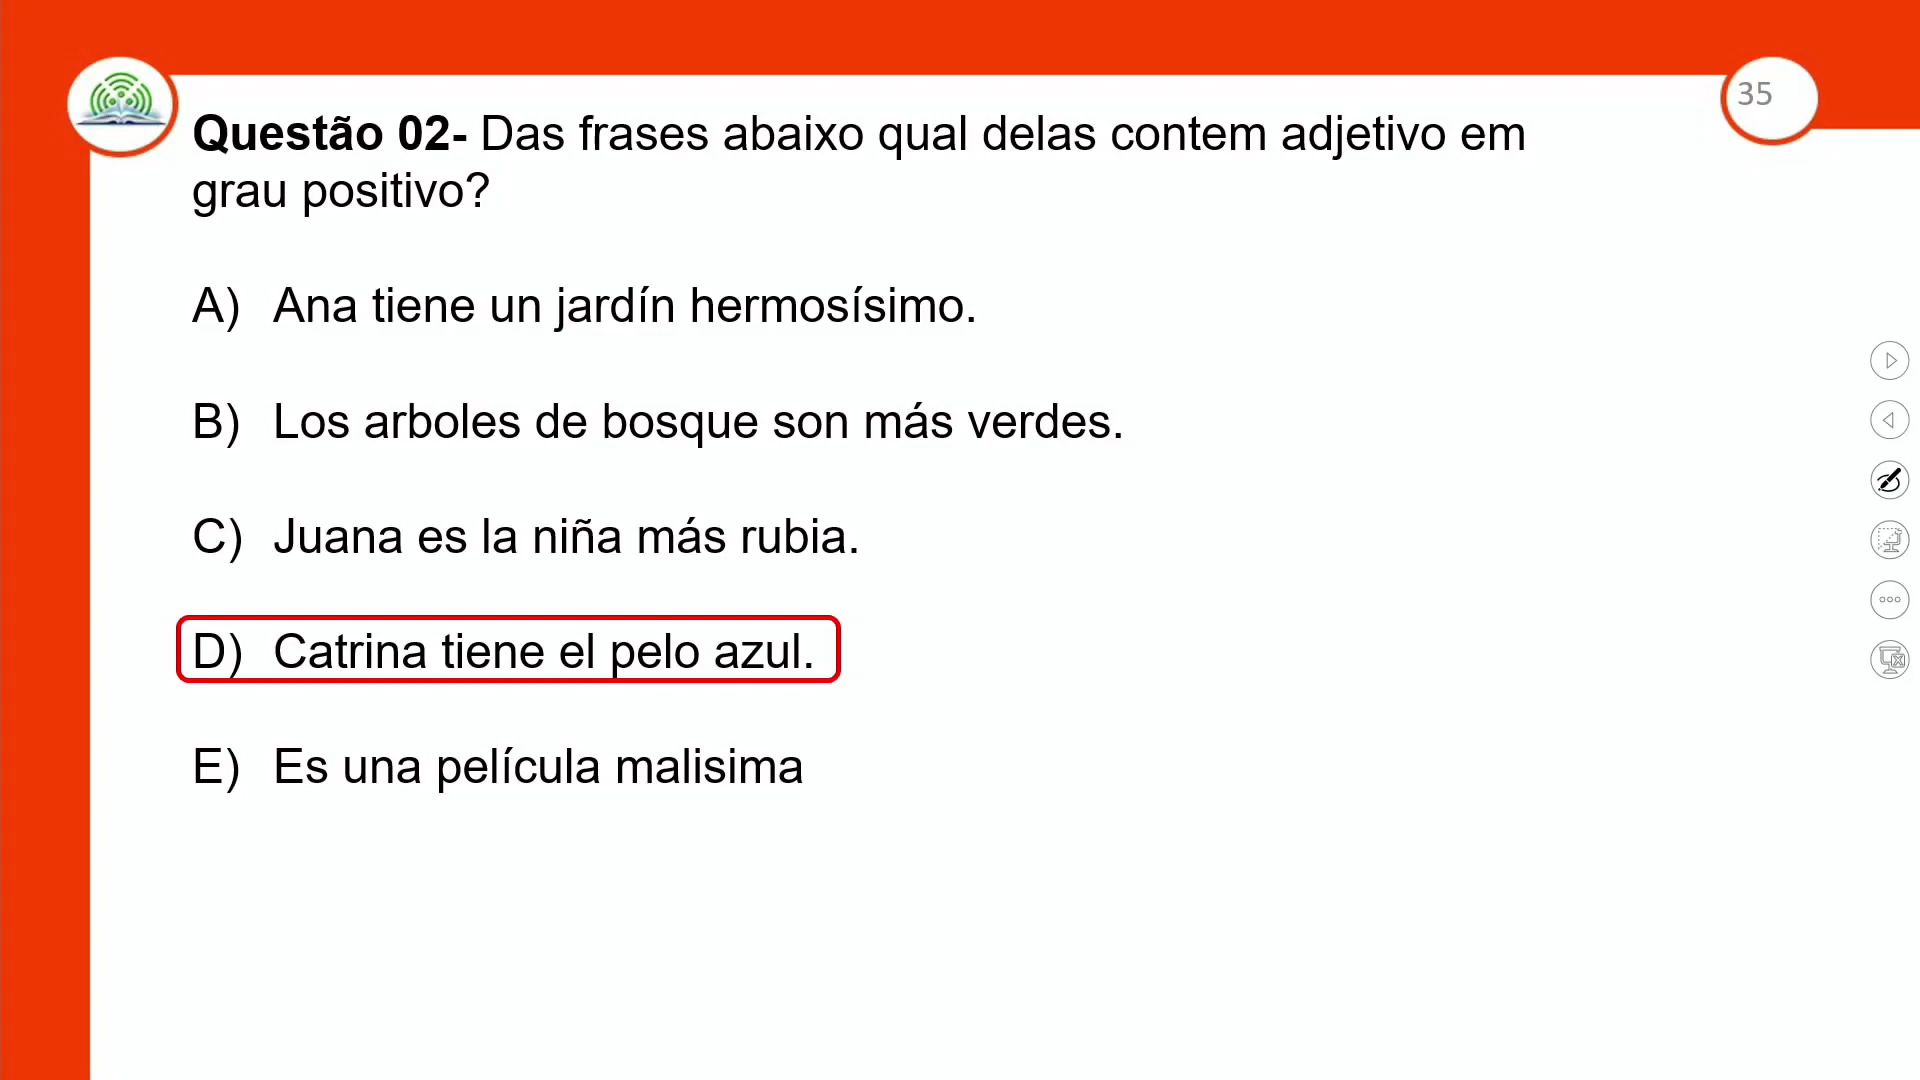 35
Questão 02- Das frases abaixo qual delas contem adjetivo em
grau positivo?
A) Ana tiene un jardín hermosísimo.
B) Los arboles de bosque son más verdes.
C) Juana es la niña más rubia.
D) Catrina tiene el pelo azul.
E) Es una película malisima